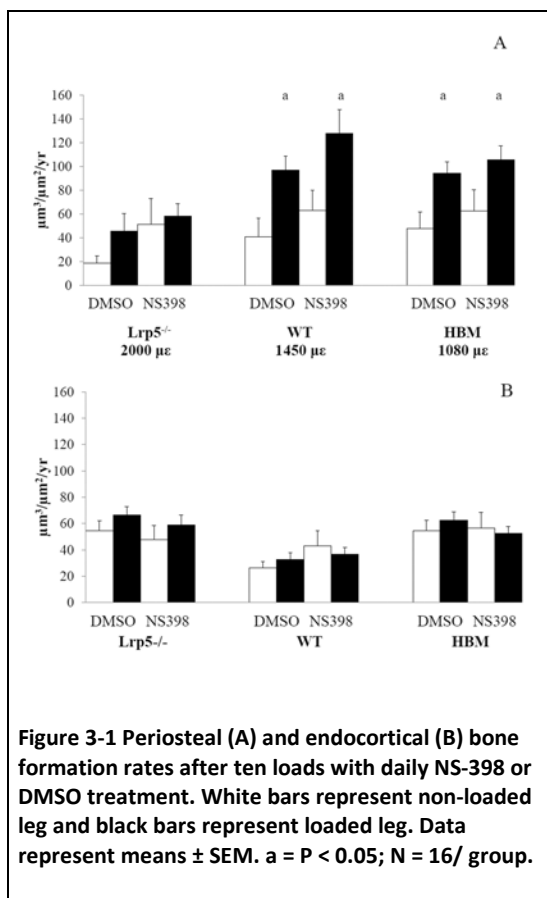 A
a a a a
160
140
120
100
80
60
40
20
0
µm³/µm²/yr
DMSO NS398 DMSO NS398 DMSO NS398
Lrp5⁻/⁻ WT HBM
2000 µε 1450 µε 1080 µε
B
160
140
120
100
80
60
40
20
0
µm³/µm²/yr
DMSO NS398 DMSO NS398 DMSO NS398
Lrp5-/- WT HBM
Figure 3-1 Periosteal (A) and endocortical (B) bone
formation rates after ten loads with daily NS-398 or
DMSO treatment. White bars represent non-loaded
leg and black bars represent loaded leg. Data
represent means ± SEM. a = P < 0.05; N = 16/ group.